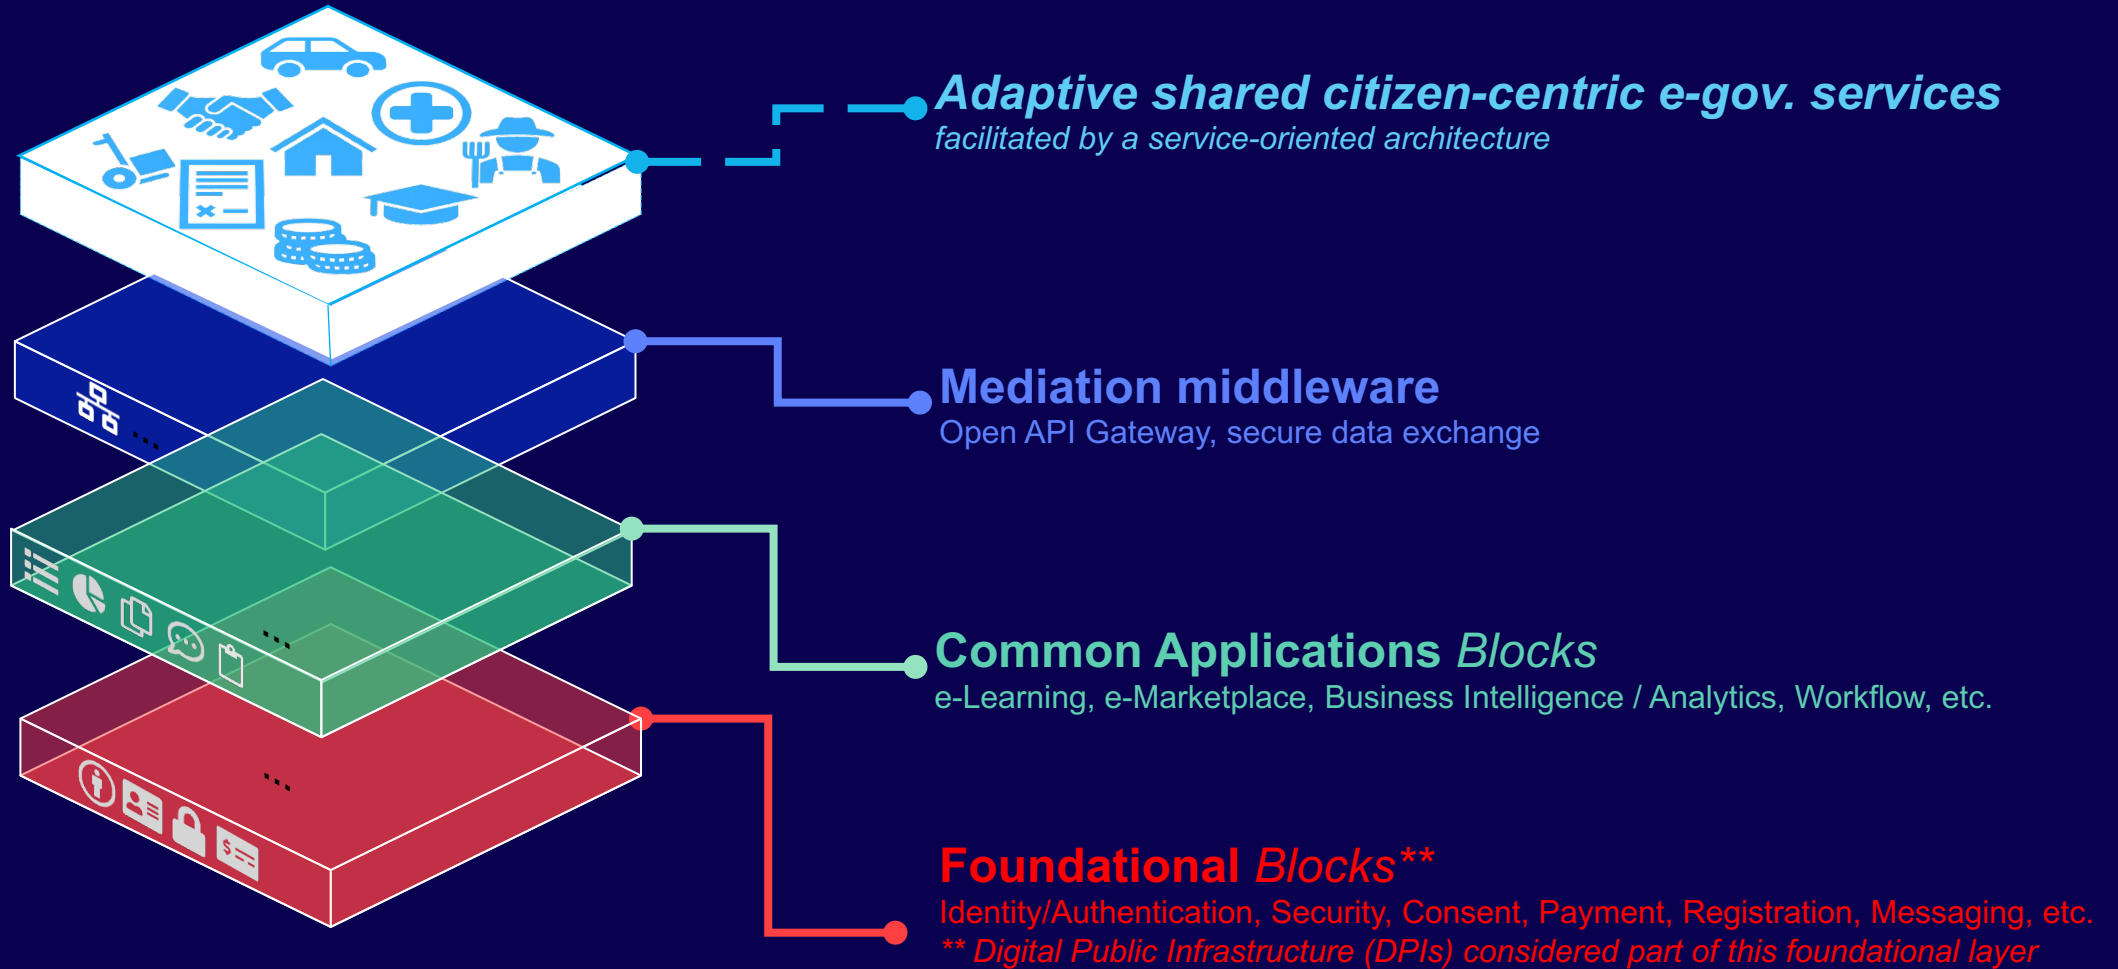 Adaptive shared citizen-centric e-gov. services
facilitated by a service-oriented architecture
Mediation middleware
Open API Gateway, secure data exchange
Common Applications Blocks
e-Learning, e-Marketplace, Business Intelligence / Analytics, Workflow, etc.
Foundational Blocks**
Identity/Authentication, Security, Consent, Payment, Registration, Messaging, etc.
** Digital Public Infrastructure (DPIs) considered part of this foundational layer
...
...
...